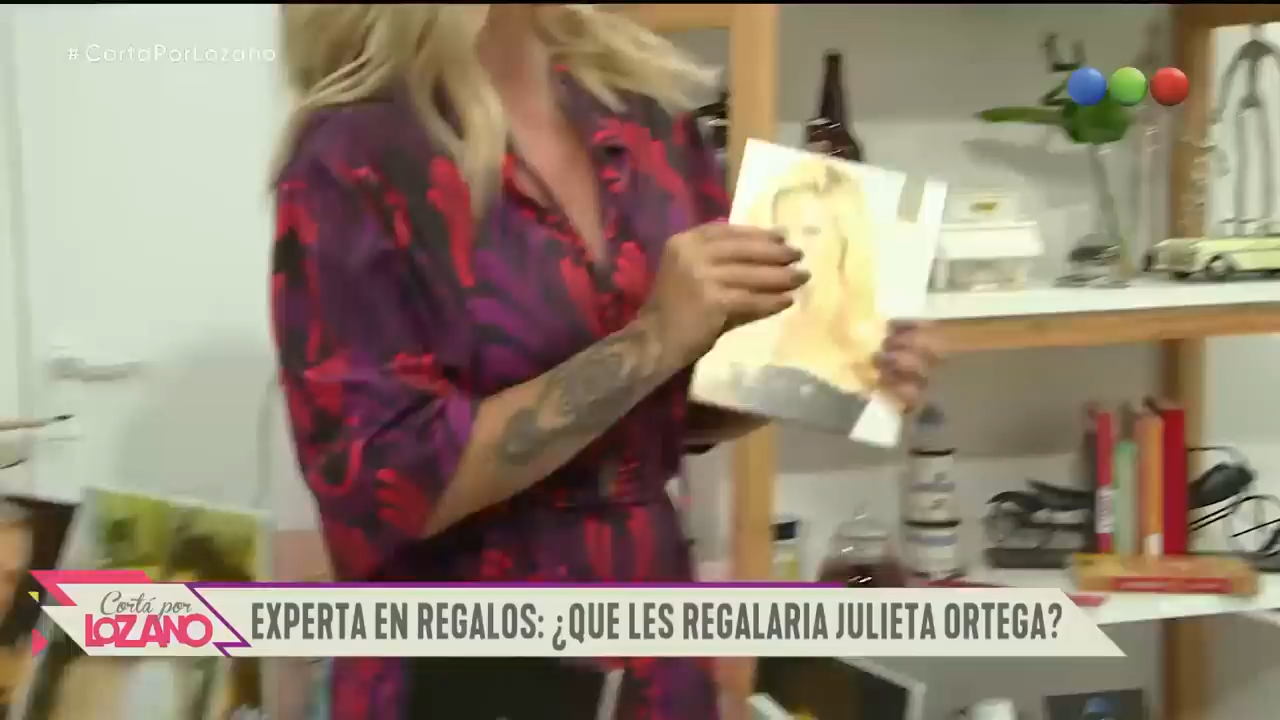 #CortaPorLozano
Cortá por
LOZANO
EXPERTA EN REGALOS: ¿QUE LES REGALARIA JULIETA ORTEGA?